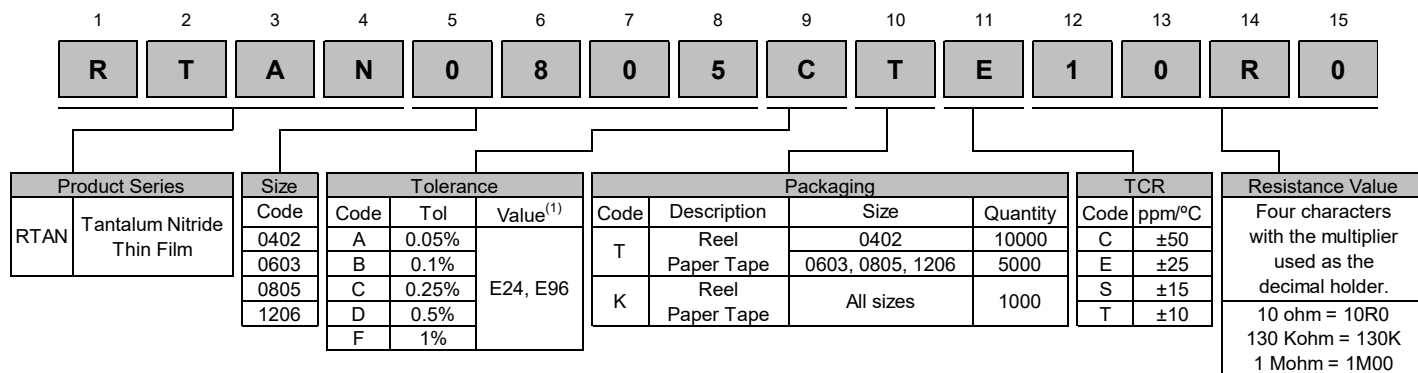 1 2 3 4 5 6 7 8 9 10 11 12 13 14 15
R T A N 0 8 0 5 C T E 1 0 R 0
Product Series
RTAN Tantalum Nitride
Thin Film
Size
Code
0402
0603
0805
1206
Tolerance
Code Tol Value(1)
A 0.05%
B 0.1%
C 0.25%
D 0.5%
F 1%
E24, E96
Packaging
Code Description Size Quantity
T Reel
Paper Tape
0402 10000
0603, 0805, 1206 5000
K Reel
Paper Tape
All sizes 1000
TCR
Code ppm/ºC
C ±50
E ±25
S ±15
T ±10
Resistance Value
Four characters
with the multiplier
used as the
decimal holder.
10 ohm = 10R0
130 Kohm = 130K
1 Mohm = 1M00